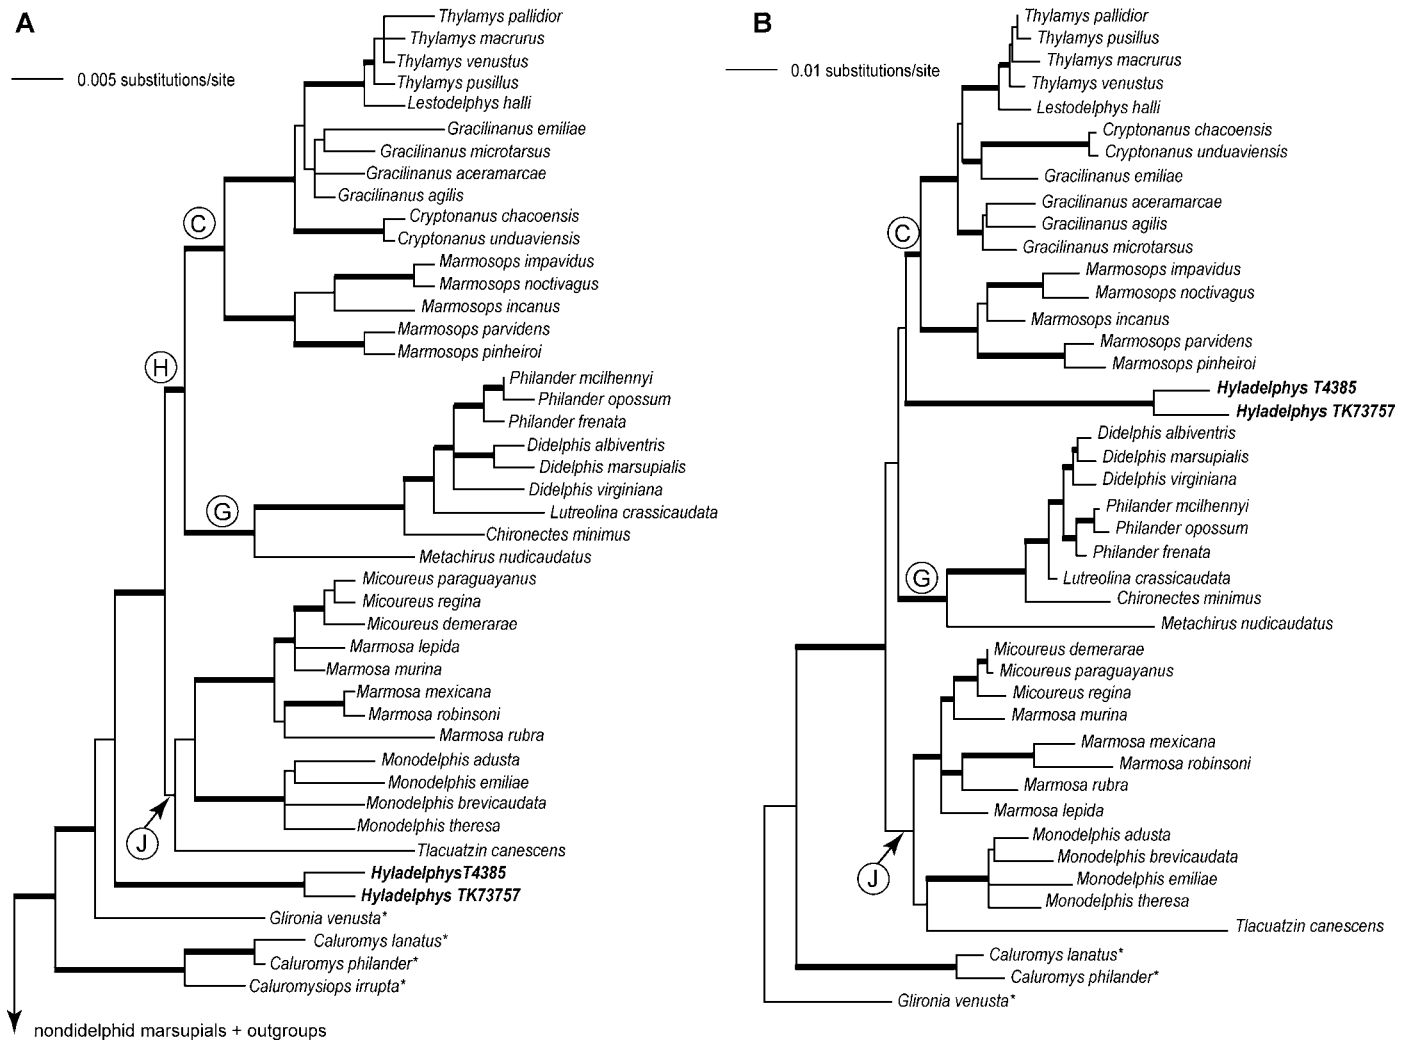 A
0.005 substitutions/site
Thylamys pallidior
Thylamys macrurus
Thylamys venustus
Thylamys pusillus
Lestodelphys halli
Gracilinanus emiliae
Gracilinanus microtarsus
Gracilinanus aceramarcae
Gracilinanus agilis
Cryptonanus chacoensis
Cryptonanus unduaviensis
C
Marmosops impavidus
Marmosops noctivagus
Marmosops incanus
Marmosops parvidens
Marmosops pinheiroi
H
Philander mcilhennyi
Philander opossum
Philander frenata
Didelphis albiventris
Didelphis marsupialis
Didelphis virginiana
Lutreolina crassicaudata
G
Chironectes minimus
Metachirus nudicaudatus
Micoureus paraguayanus
Micoureus regina
Micoureus demerarae
Marmosa lepida
Marmosa murina
Marmosa mexicana
Marmosa robinsoni
Marmosa rubra
Monodelphis adusta
Monodelphis emiliae
Monodelphis brevicaudata
Monodelphis theresa
J
Tlacuatzin canescens
HyladelphysT4385
Hyladelphys TK73757
Glironia venusta*
Caluromys lanatus*
Caluromys philander*
Caluromysiops irrupta*
nondidelphid marsupials + outgroups
B
0.01 substitutions/site
Thylamys pallidior
Thylamys pusillus
Thylamys macrurus
Thylamys venustus
Lestodelphys halli
Cryptonanus chacoensis
Cryptonanus unduaviensis
Gracilinanus emiliae
Gracilinanus aceramarcae
Gracilinanus agilis
Gracilinanus microtarsus
C
Marmosops impavidus
Marmosops noctivagus
Marmosops incanus
Marmosops parvidens
Marmosops pinheiroi
Hyladelphys T4385
Hyladelphys TK73757
Didelphis albiventris
Didelphis marsupialis
Didelphis virginiana
Philander mcilhennyi
Philander opossum
Philander frenata
Lutreolina crassicaudata
G
Chironectes minimus
Metachirus nudicaudatus
Micoureus demerarae
Micoureus paraguayanus
Micoureus regina
Marmosa murina
Marmosa mexicana
Marmosa robinsoni
Marmosa rubra
Marmosa lepida
Monodelphis adusta
Monodelphis brevicaudata
Monodelphis emiliae
Monodelphis theresa
J
Tlacuatzin canescens
Caluromys lanatus*
Caluromys philander*
Glironia venusta*